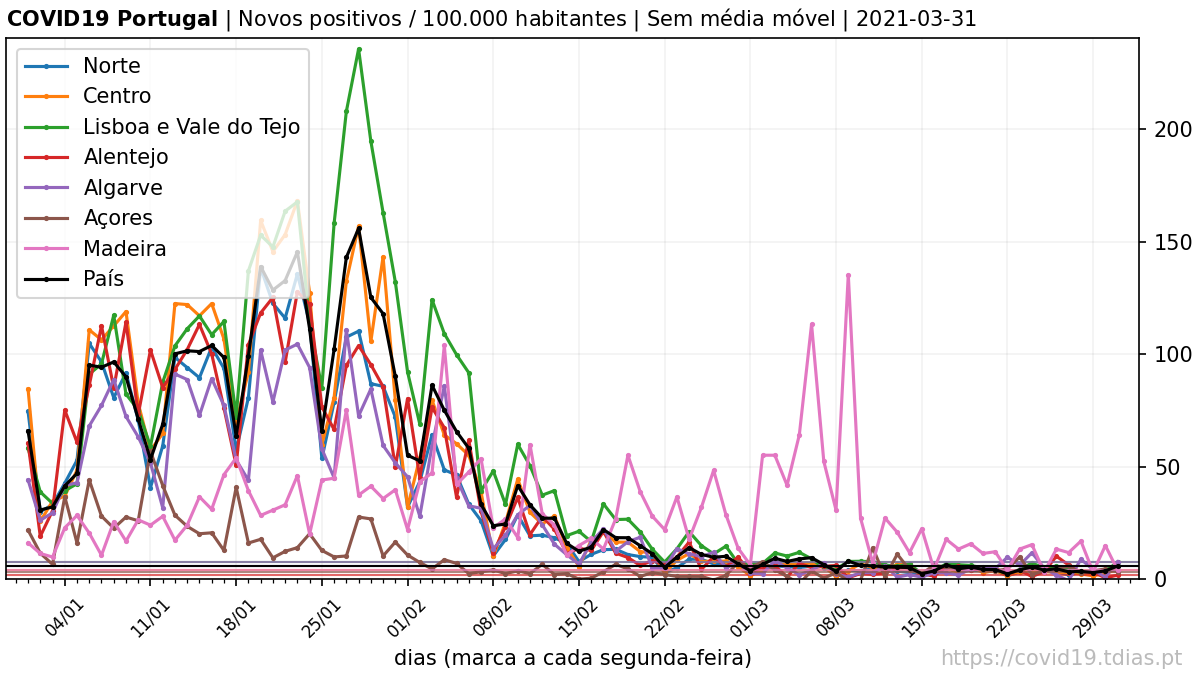 COVID19 Portugal | Novos positivos / 100.000 habitantes | Sem média móvel | 2021-03-31
Norte
Centro
Lisboa e Vale do Tejo
Alentejo
Algarve
Açores
Madeira
País
200
150
100
50
0
04/01
11/01
18/01
25/01
01/02
08/02
15/02
22/02
01/03
08/03
15/03
22/03
29/03
dias (marca a cada segunda-feira)
https://covid19.tdias.pt